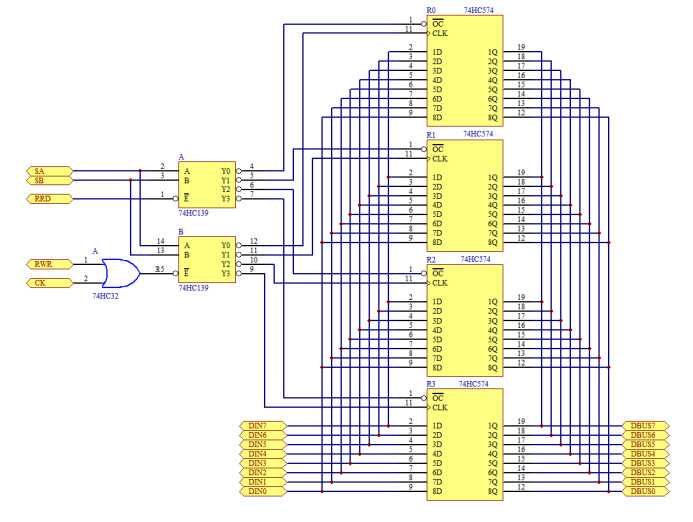 R0 74HC574
1 OC
11 CLK
2 1D 1Q 19
3 2D 2Q 18
4 3D 3Q 17
5 4D 4Q 16
6 5D 5Q 15
7 6D 6Q 14
8 7D 7Q 13
9 8D 8Q 12
R1 74HC574
1 OC
11 CLK
2 1D 1Q 19
3 2D 2Q 18
4 3D 3Q 17
5 4D 4Q 16
6 5D 5Q 15
7 6D 6Q 14
8 7D 7Q 13
9 8D 8Q 12
A
SA 2 A Y0 4
SB 3 B Y1 5
Y2 6
RRD 1 E Y3 7
74HC139
B
14 A Y0 12
13 B Y1 11
Y2 10
15 E Y3 9
74HC139
A
RWR 1
CK 2
3
74HC32
R2 74HC574
1 OC
11 CLK
2 1D 1Q 19
3 2D 2Q 18
4 3D 3Q 17
5 4D 4Q 16
6 5D 5Q 15
7 6D 6Q 14
8 7D 7Q 13
9 8D 8Q 12
R3 74HC574
1 OC
11 CLK
DIN7 2 1D 1Q 19 DBUS7
DIN6 3 2D 2Q 18 DBUS6
DIN5 4 3D 3Q 17 DBUS5
DIN4 5 4D 4Q 16 DBUS4
DIN3 6 5D 5Q 15 DBUS3
DIN2 7 6D 6Q 14 DBUS2
DIN1 8 7D 7Q 13 DBUS1
DIN0 9 8D 8Q 12 DBUS0